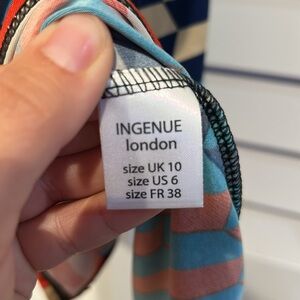 INGENUE
london
size UK 10
size US 6
size FR 38